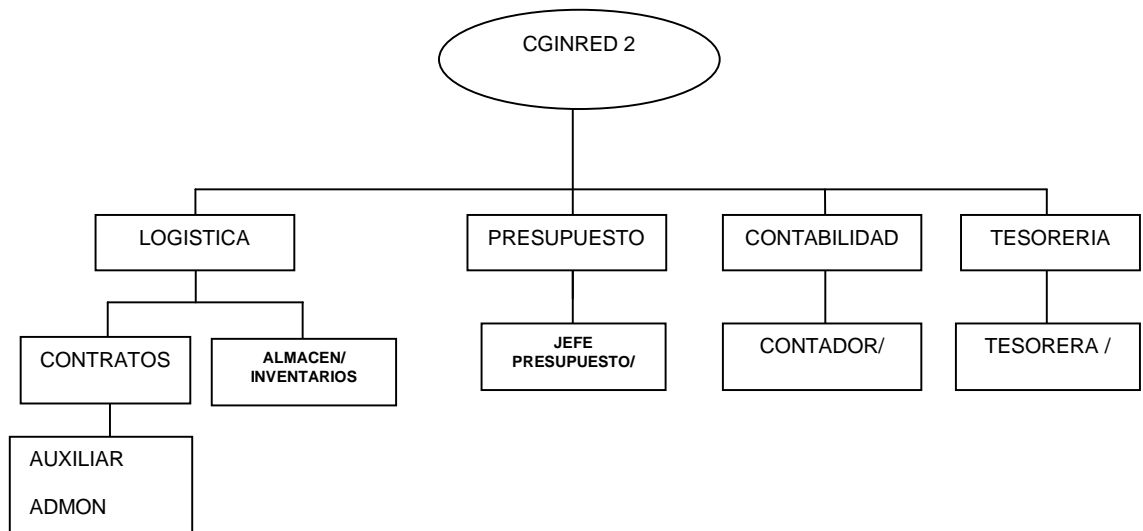 CGINRED 2
LOGISTICA
PRESUPUESTO
CONTABILIDAD
TESORERIA
CONTRATOS
ALMACEN/
INVENTARIOS
JEFE
PRESUPUESTO/
CONTADOR/
TESORERA /
AUXILIAR
ADMON